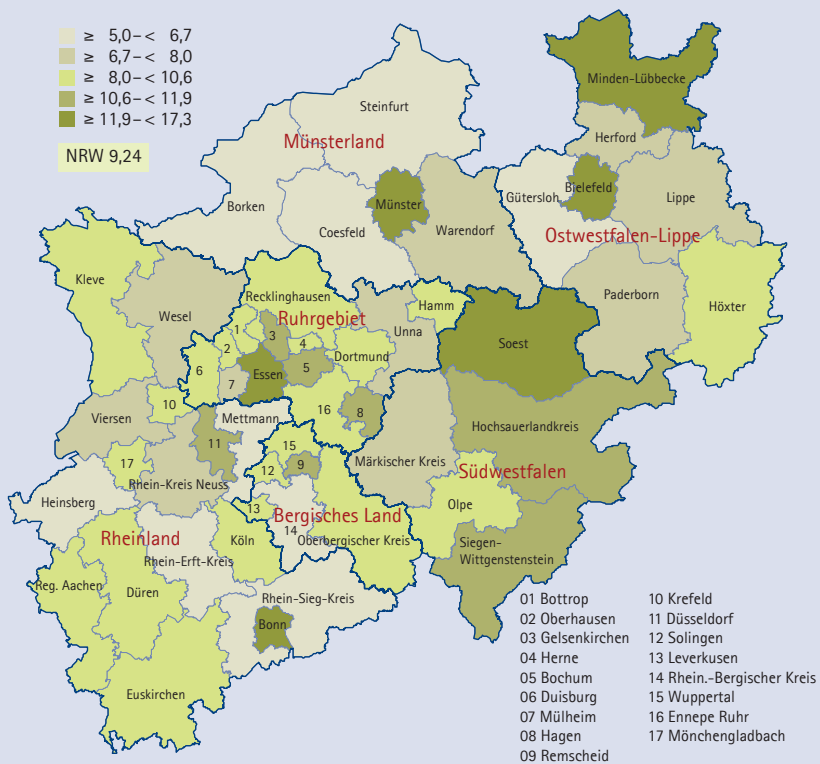 ≥ 5,0 – < 6,7
≥ 6,7 – < 8,0
≥ 8,0 – < 10,6
≥ 10,6 – < 11,9
≥ 11,9 – < 17,3
NRW 9,24
Minden-Lübbecke
Steinfurt
Herford
Münsterland
Gütersloh
Bielefeld
Lippe
Borken
Münster
Coesfeld
Warendorf
Ostwestfalen-Lippe
Kleve
Recklinghausen
Paderborn
Höxter
Wesel
Hamm
Ruhrgebiet
1
3
Unna
2
4
Dortmund
Soest
6
7
Essen
5
10
16
8
Viersen
Mettmann
Hochsauerlandkreis
11
15
17
12
9
Märkischer Kreis
Südwestfalen
Rhein-Kreis Neuss
Heinsberg
13
Olpe
Bergisches Land
Rheinland
14
Köln
Oberbergischer Kreis
Siegen-
Wittgenstenstein
Rhein-Erft-Kreis
Reg. Aachen
Düren
Rhein-Sieg-Kreis
Bonn
Euskirchen
01 Bottrop
02 Oberhausen
03 Gelsenkirchen
04 Herne
05 Bochum
06 Duisburg
07 Mülheim
08 Hagen
09 Remscheid
10 Krefeld
11 Düsseldorf
12 Solingen
13 Leverkusen
14 Rhein.-Bergischer Kreis
15 Wuppertal
16 Ennepe Ruhr
17 Mönchengladbach